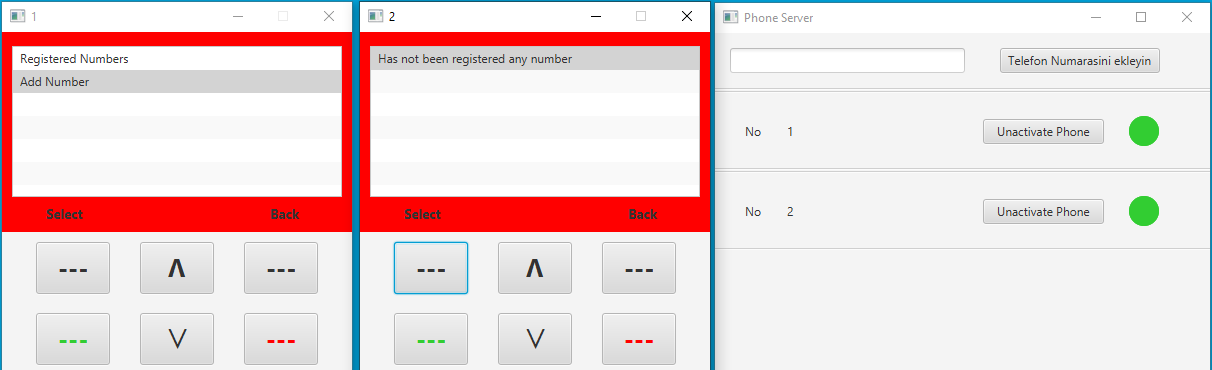 1
Registered Numbers
Add Number
Select Back
--- Λ ---
--- V ---
2
Has not been registered any number
Select Back
--- Λ ---
--- V ---
Phone Server
Telefon Numarasini ekleyin
No 1 Unactivate Phone
No 2 Unactivate Phone